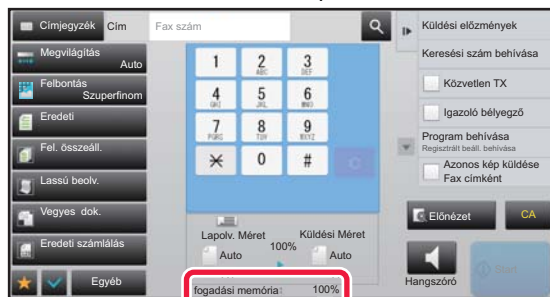 Címjegyzék
Cím
Fax szám
Megvilágítás
Auto
Felbontás
Szuperfinom
Eredeti
Fel. összeáll.
Lassú beolv.
Vegyes dok.
Eredeti számlálás
Egyéb
1
2
ABC
3
DEF
4
GHI
5
JKL
6
MNO
7
PQRS
8
TUV
9
WXYZ
0
#
C
Lapolv. Méret
Küldési Méret
100%
Auto
Auto
fogadási memória:
100%
Küldési előzmények
Keresési szám behívása
Közvetlen TX
Igazoló bélyegző
Program behívása
Regisztrált beáll. behívása
Azonos kép küldése
Fax címként
Előnézet
CA
Hangszóró
Start